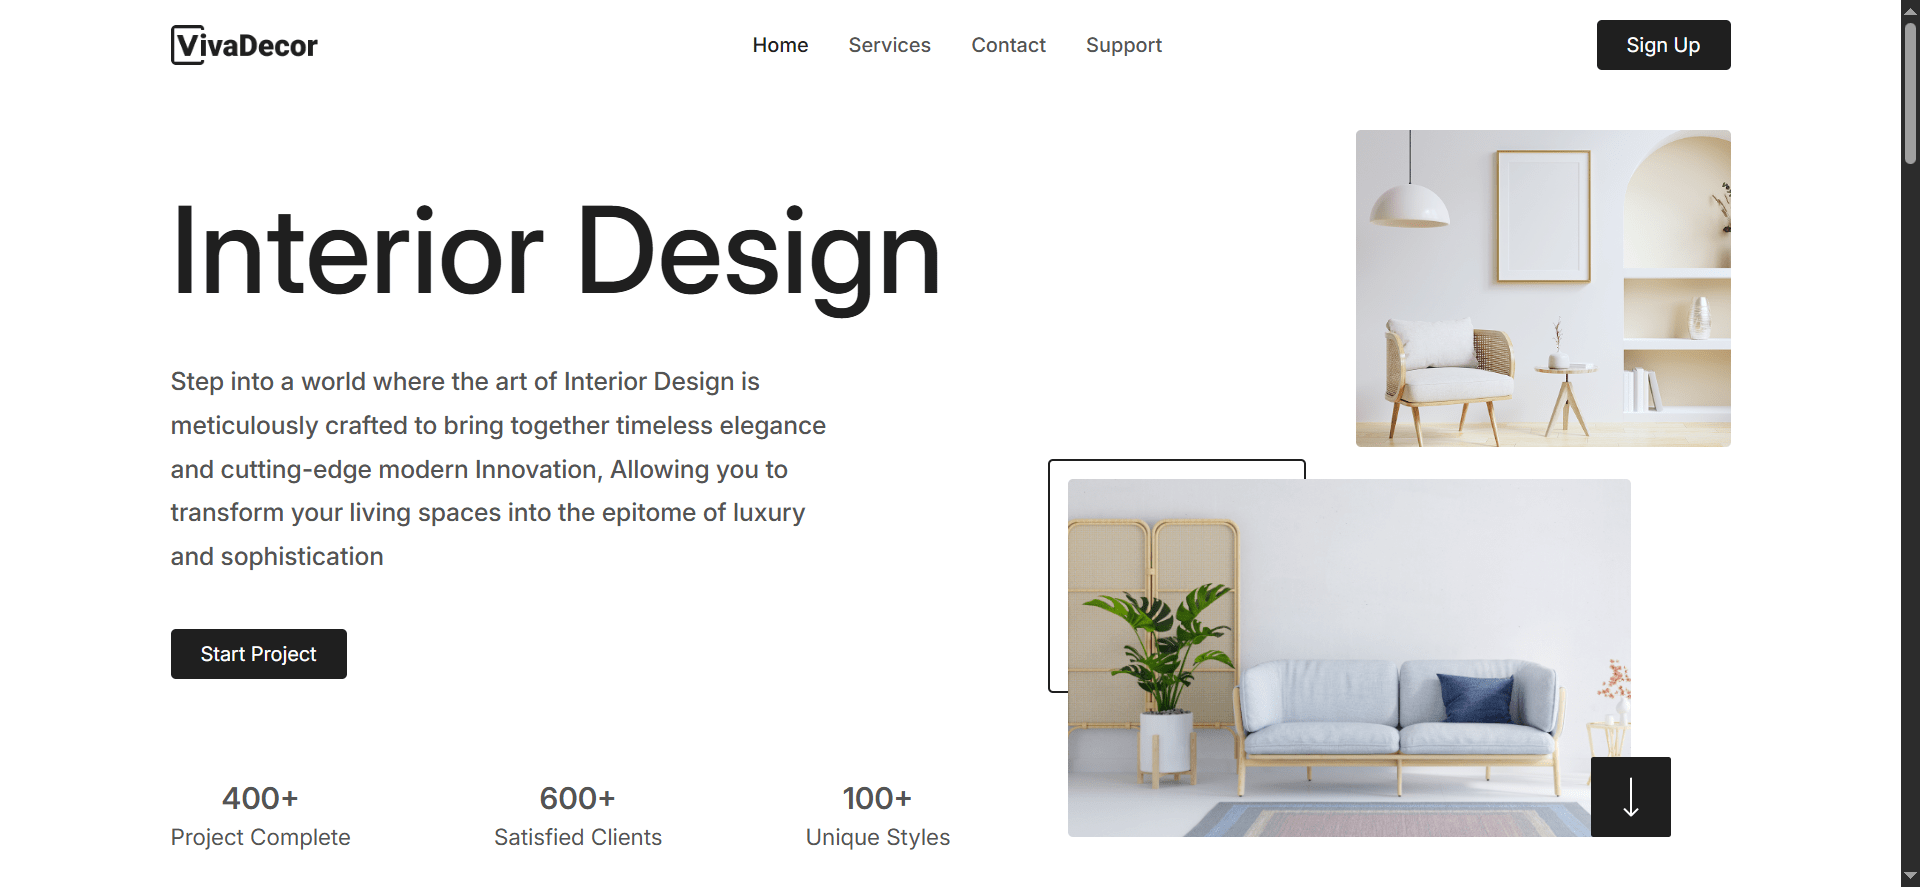 VivaDecor
Home
Services
Contact
Support
Sign Up
Interior Design
Step into a world where the art of Interior Design is
meticulously crafted to bring together timeless elegance
and cutting-edge modern Innovation, Allowing you to
transform your living spaces into the epitome of luxury
and sophistication
Start Project
400+
Project Complete
600+
Satisfied Clients
100+
Unique Styles